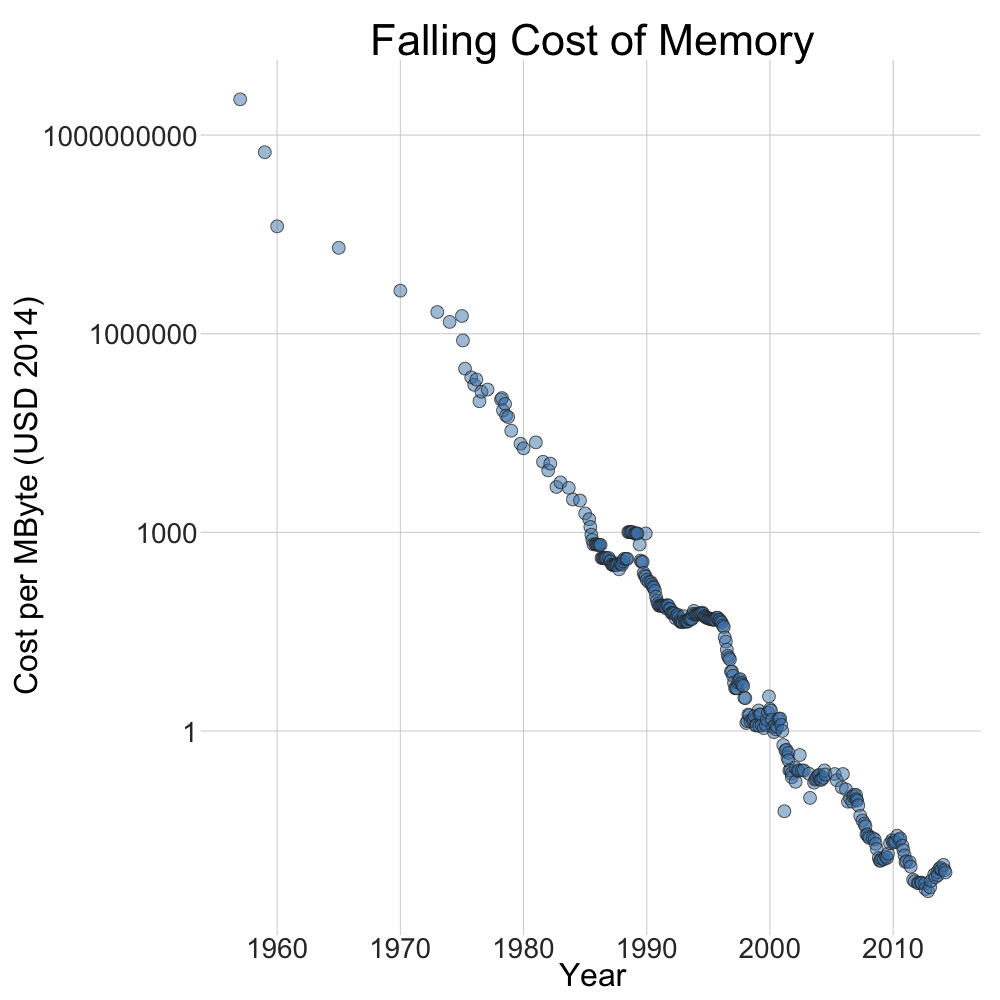 Falling Cost of Memory
Cost per MByte (USD 2014)
1000000000
1000000
1000
1
1960 1970 1980 1990 2000 2010
Year